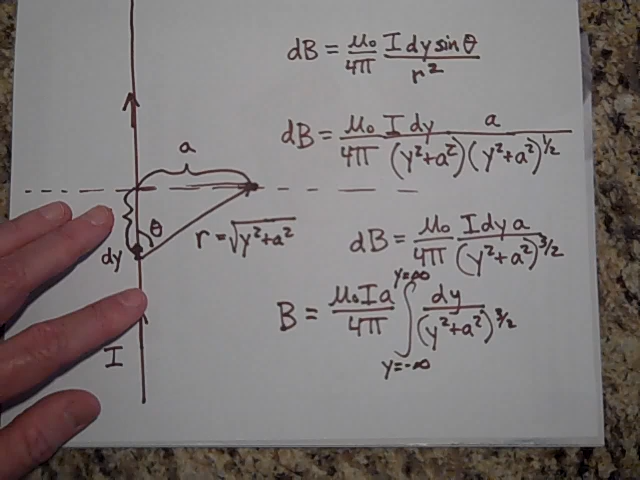 dB = μ₀/4π I dy sin θ/r²
dB = μ₀/4π I dy/(y²+a²) a/(y²+a²)^1/2
a
θ
r = √y²+a²
dy
dB = μ₀/4π I dy a/(y²+a²)^3/2
B = μ₀Ia/4π ∫ y=-∞ y=∞ dy/(y²+a²)^3/2
I